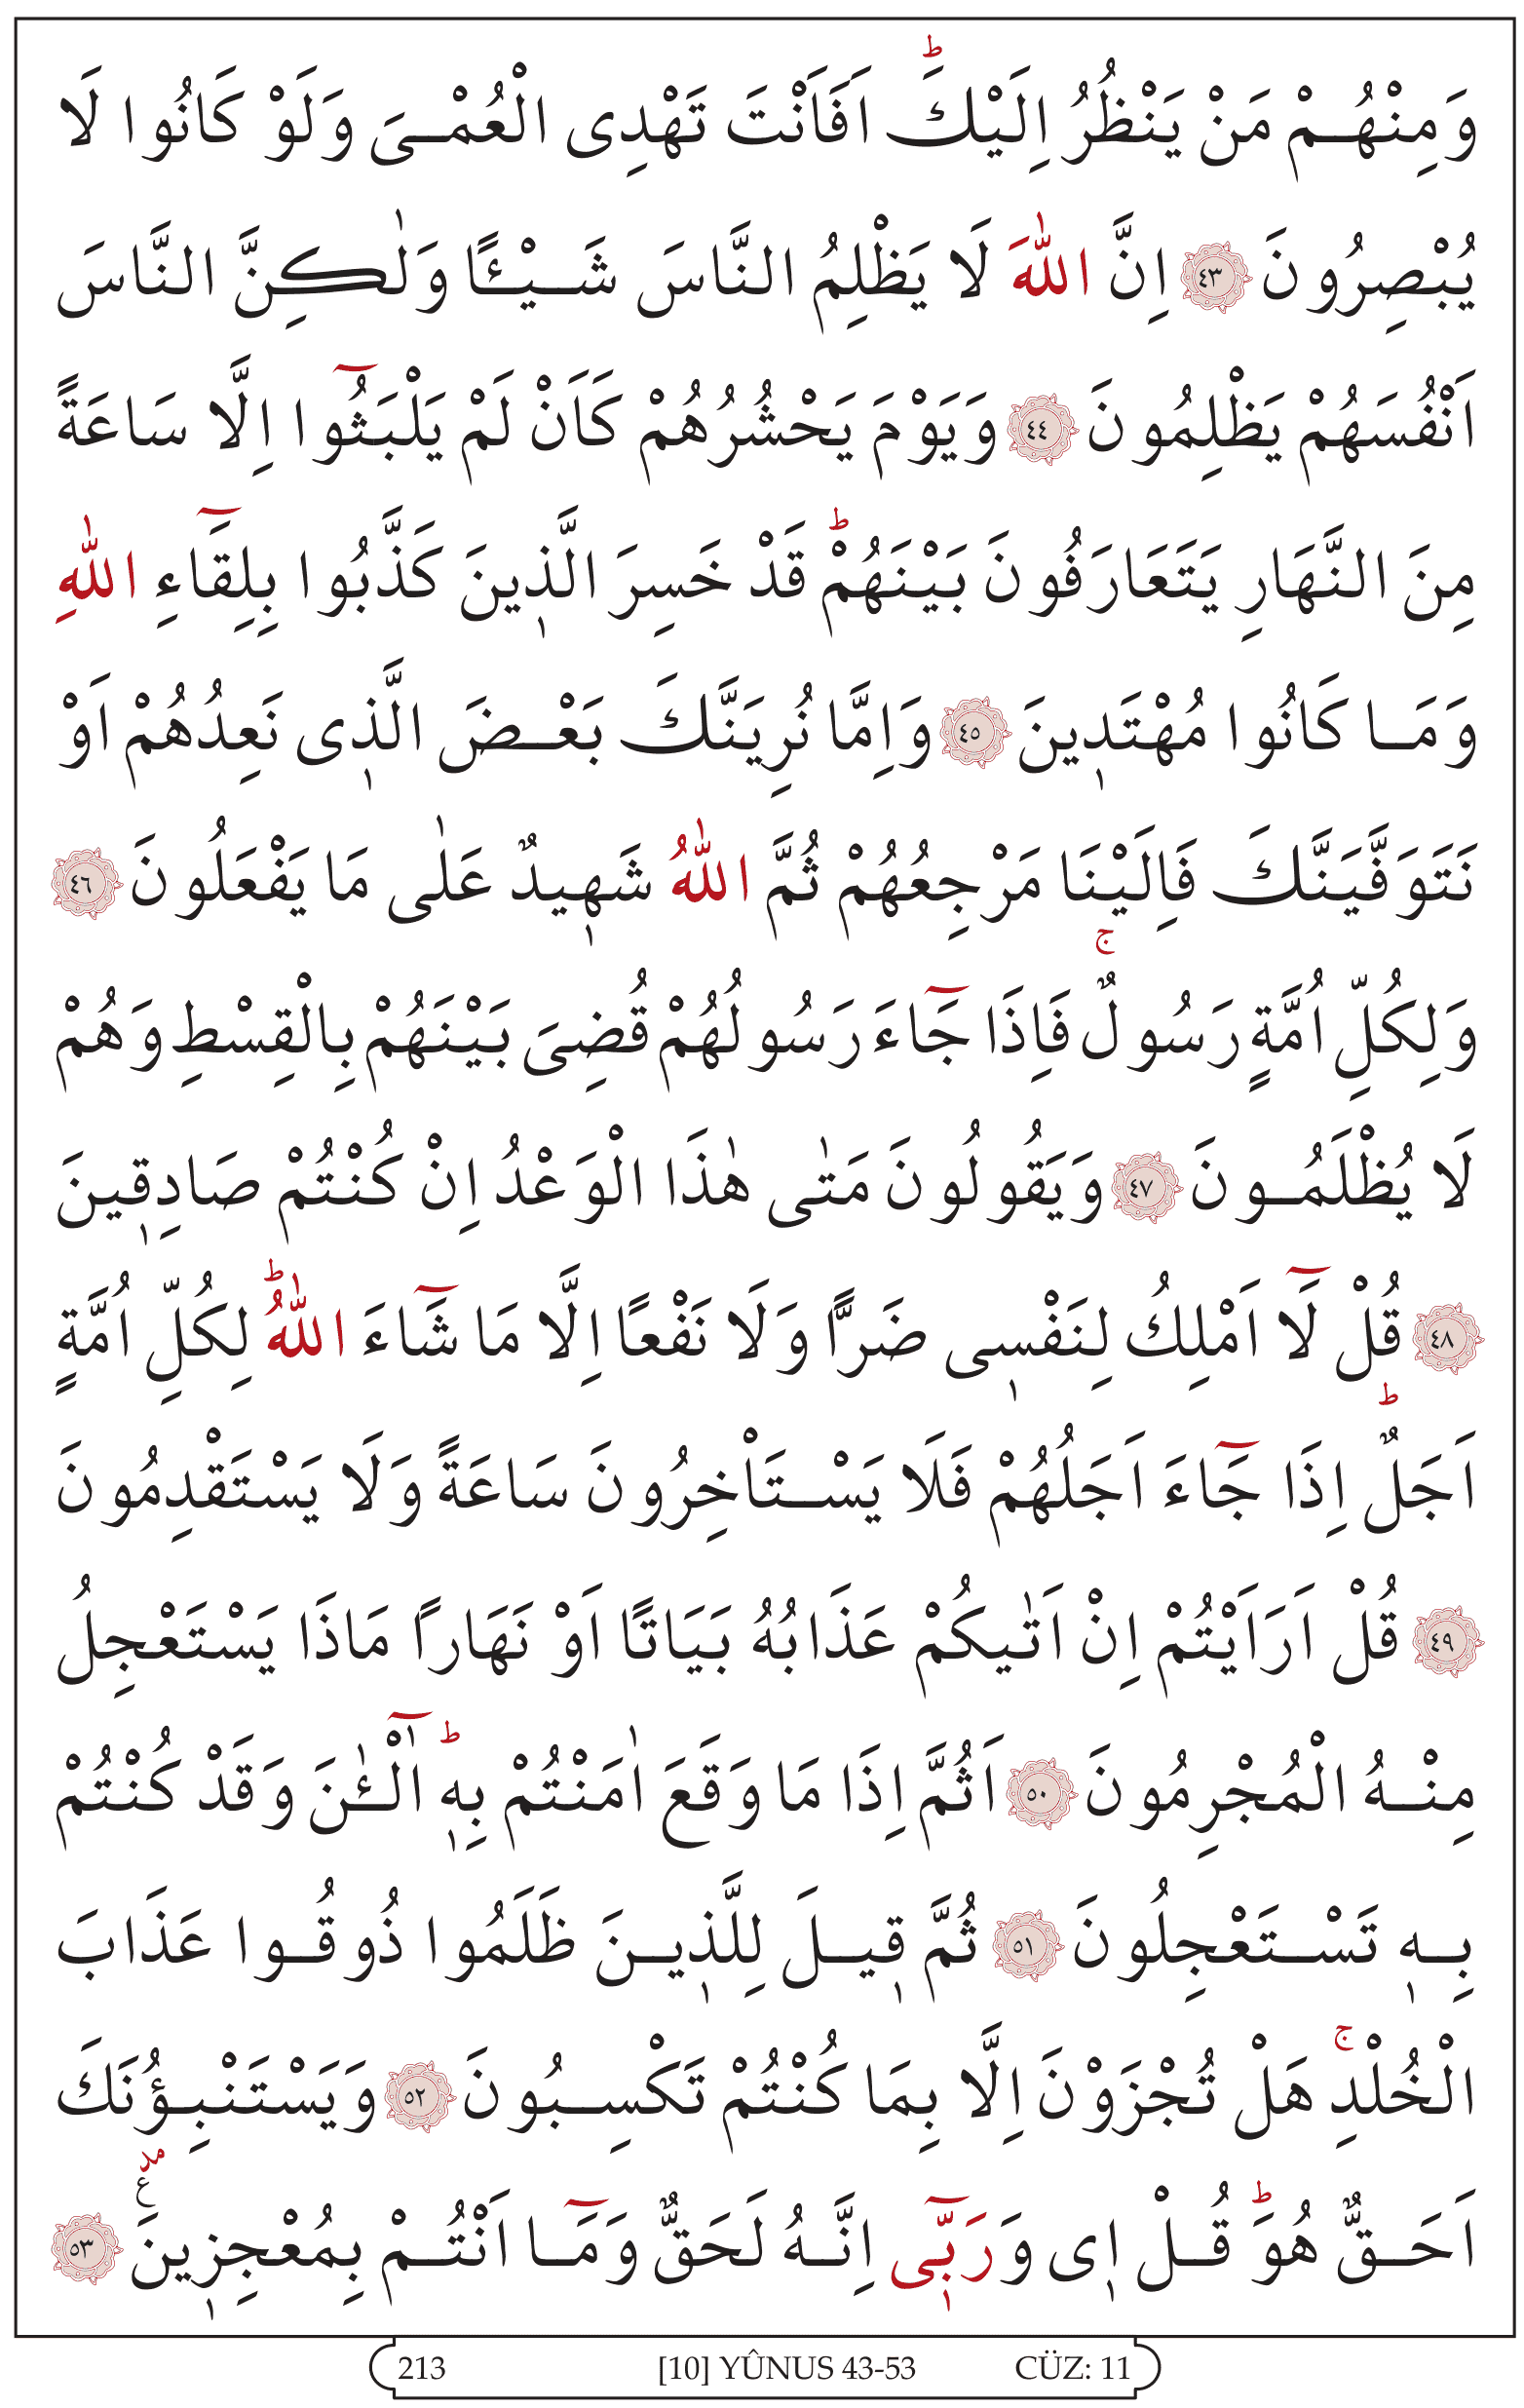 وَمِنْهُمْ مَنْ يَنْظُرُ اِلَيْكَۜ اَفَاَنْتَ تَهْدِى الْعُمْىَ وَلَوْ كَانُوا لَا
يُبْصِرُونَ ﴿٤٣﴾ اِنَّ اللّٰهَ لَا يَظْلِمُ النَّاسَ شَيْـًٔا وَلٰكِنَّ النَّاسَ
اَنْفُسَهُمْ يَظْلِمُونَ ﴿٤٤﴾ وَيَوْمَ يَحْشُرُهُمْ كَاَنْ لَمْ يَلْبَثُٓوا اِلَّا سَاعَةً
مِنَ النَّهَارِ يَتَعَارَفُونَ بَيْنَهُمْؕ قَدْ خَسِرَ الَّذ۪ينَ كَذَّبُوا بِلِقَٓاءِ اللّٰهِ
وَمَا كَانُوا مُهْتَد۪ينَ ﴿٤٥﴾ وَاِمَّا نُرِيَنَّكَ بَعْضَ الَّذ۪ى نَعِدُهُمْ اَوْ
نَتَوَفَّيَنَّكَ فَاِلَيْنَا مَرْجِعُهُمْ ثُمَّ اللّٰهُ شَه۪يدٌ عَلٰى مَا يَفْعَلُونَ ﴿٤٦﴾
وَلِكُلِّ اُمَّةٍ رَسُولٌۚ فَاِذَا جَٓاءَ رَسُولُهُمْ قُضِىَ بَيْنَهُمْ بِالْقِسْطِ وَهُمْ
لَا يُظْلَمُونَ ﴿٤٧﴾ وَيَقُولُونَ مَتٰى هٰذَا الْوَعْدُ اِنْ كُنْتُمْ صَادِق۪ينَ
﴿٤٨﴾ قُلْ لَٓا اَمْلِكُ لِنَفْس۪ى ضَرًّا وَلَا نَفْعًا اِلَّا مَا شَٓاءَ اللّٰهُؕ لِكُلِّ اُمَّةٍ
اَجَلٌؕ اِذَا جَٓاءَ اَجَلُهُمْ فَلَا يَسْتَاْخِرُونَ سَاعَةً وَلَا يَسْتَقْدِمُونَ
﴿٤٩﴾ قُلْ اَرَاَيْتُمْ اِنْ اَتٰيكُمْ عَذَابُهُ بَيَاتًا اَوْ نَهَارًا مَاذَا يَسْتَعْجِلُ
مِنْهُ الْمُجْرِمُونَ ﴿٥٠﴾ اَثُمَّ اِذَا مَا وَقَعَ اٰمَنْتُمْ بِه۪ؕ آٰلْـٰٔنَ وَقَدْ كُنْتُمْ
بِه۪ تَسْتَعْجِلُونَ ﴿٥١﴾ ثُمَّ ق۪يلَ لِلَّذ۪ينَ ظَلَمُوا ذُوقُوا عَذَابَ
الْخُلْدِۚ هَلْ تُجْزَوْنَ اِلَّا بِمَا كُنْتُمْ تَكْسِبُونَ ﴿٥٢﴾ وَيَسْتَنْبِؤُنَكَ
اَحَقٌّ هُوَؕ قُلْ ا۪ى وَرَبّ۪ٓى اِنَّهُ لَحَقٌّ وَمَٓا اَنْتُمْ بِمُعْجِز۪ينَ ع ﴿٥٣﴾
213 [10] YÛNUS 43-53 CÜZ: 11